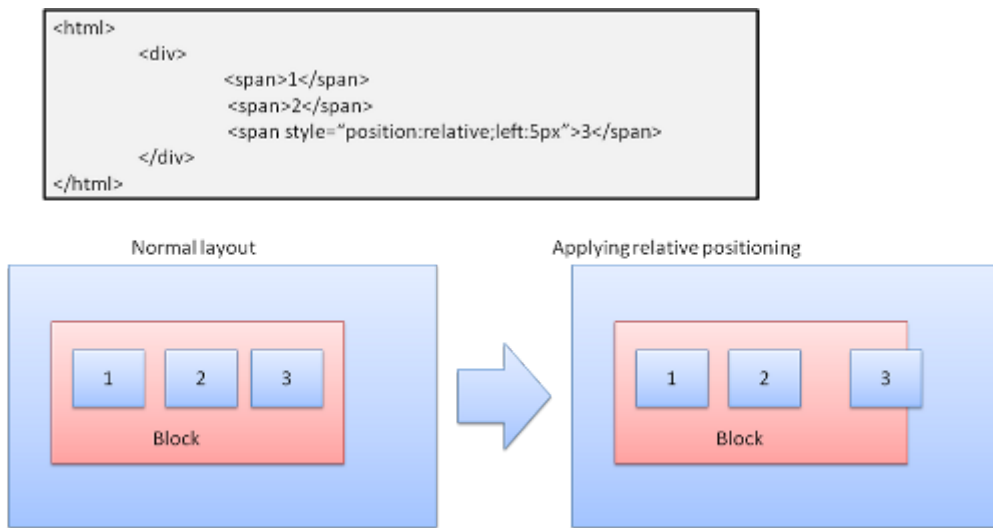 <html>
<div>
<span>1</span>
<span>2</span>
<span style=“position:relative;left:5px”>3</span>
</div>
</html>
Normal layout
Applying relative positioning
1 2 3
Block
1 2 3
Block